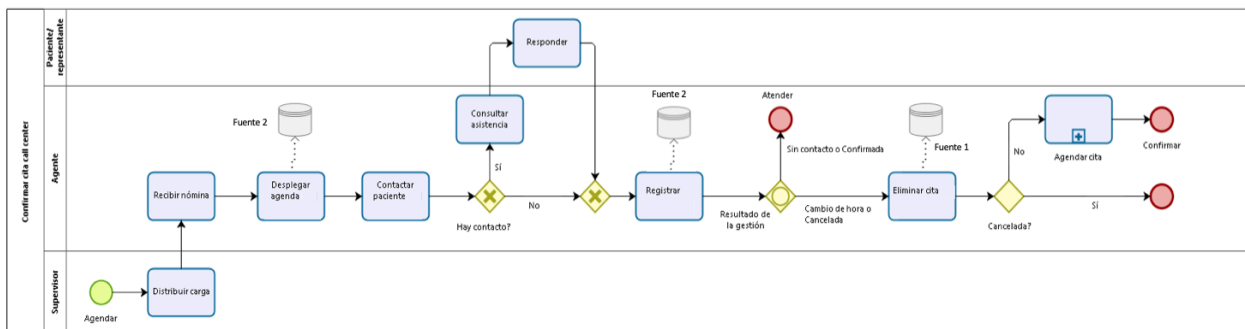 Confirmar cita call center
Paciente/
representante
Responder
Agente
Fuente 2
Consultar
asistencia
Sí
Recibir nómina
Desplegar
agenda
Contactar
paciente
Hay contacto?
No
Fuente 2
Registrar
Resultado de
la gestión
Atender
Sin contacto o Confirmada
Cambio de hora o
Cancelada
Fuente 1
Eliminar cita
Cancelada?
No
Agendar cita
Confirmar
Sí
Supervisor
Agendar
Distribuir carga